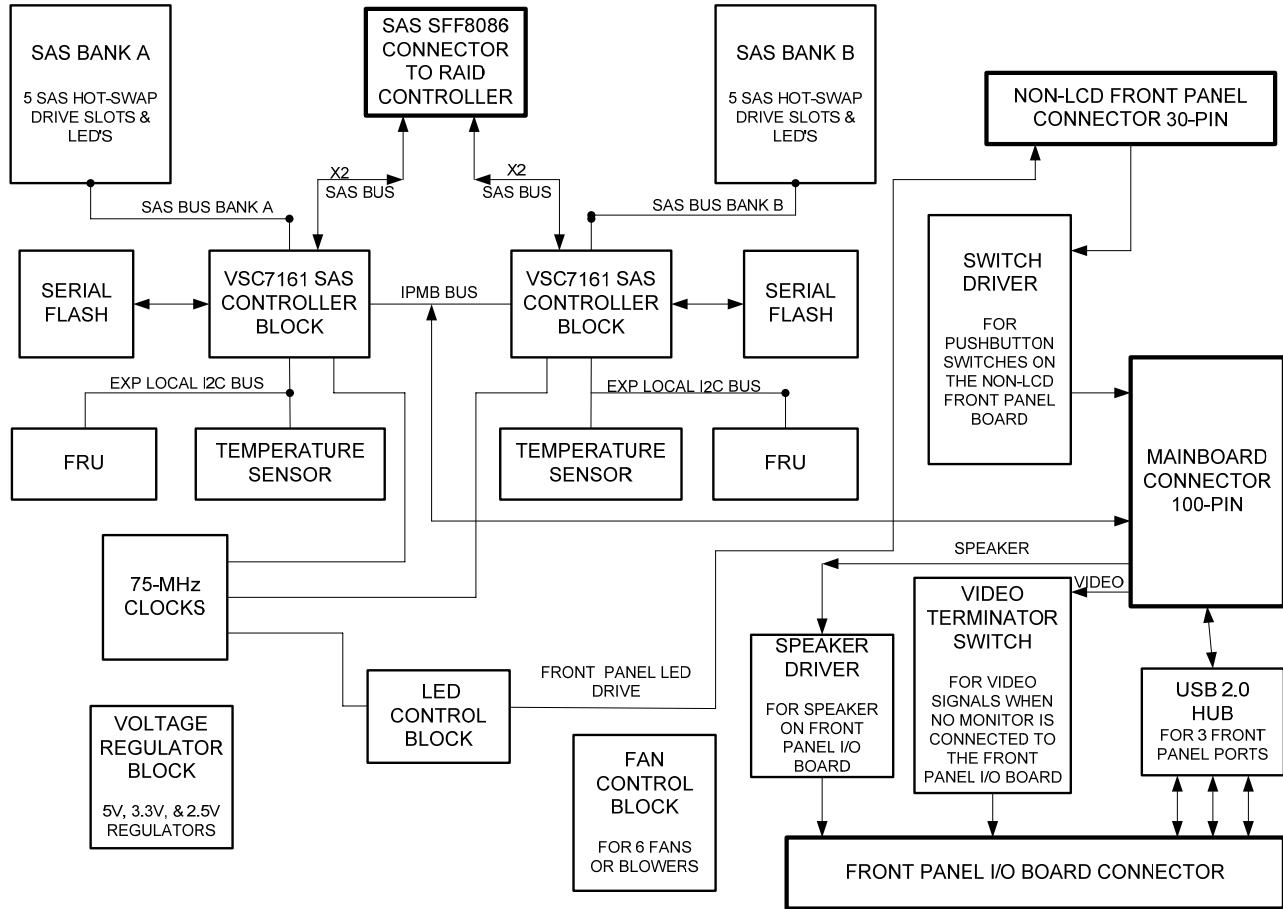 SAS BANK A
5 SAS HOT-SWAP
DRIVE SLOTS &
LED'S
SAS SFF8086
CONNECTOR
TO RAID
CONTROLLER
SAS BANK B
5 SAS HOT-SWAP
DRIVE SLOTS &
LED'S
NON-LCD FRONT PANEL
CONNECTOR 30-PIN
X2
SAS BUS
X2
SAS BUS
SAS BUS BANK A
SAS BUS BANK B
SERIAL
FLASH
VSC7161 SAS
CONTROLLER
BLOCK
IPMB BUS
VSC7161 SAS
CONTROLLER
BLOCK
SERIAL
FLASH
SWITCH
DRIVER
FOR
PUSHBUTTON
SWITCHES ON
THE NON-LCD
FRONT PANEL
BOARD
EXP LOCAL I2C BUS
EXP LOCAL I2C BUS
FRU
TEMPERATURE
SENSOR
TEMPERATURE
SENSOR
FRU
MAINBOARD
CONNECTOR
100-PIN
75-MHz
CLOCKS
SPEAKER
VIDEO
VIDEO
TERMINATOR
SWITCH
FOR VIDEO
SIGNALS WHEN
NO MONITOR IS
CONNECTED TO
THE FRONT
PANEL I/O BOARD
SPEAKER
DRIVER
FOR SPEAKER
ON FRONT
PANEL I/O
BOARD
USB 2.0
HUB
FOR 3 FRONT
PANEL PORTS
FRONT PANEL LED
DRIVE
LED
CONTROL
BLOCK
VOLTAGE
REGULATOR
BLOCK
5V, 3.3V, & 2.5V
REGULATORS
FAN
CONTROL
BLOCK
FOR 6 FANS
OR BLOWERS
FRONT PANEL I/O BOARD CONNECTOR